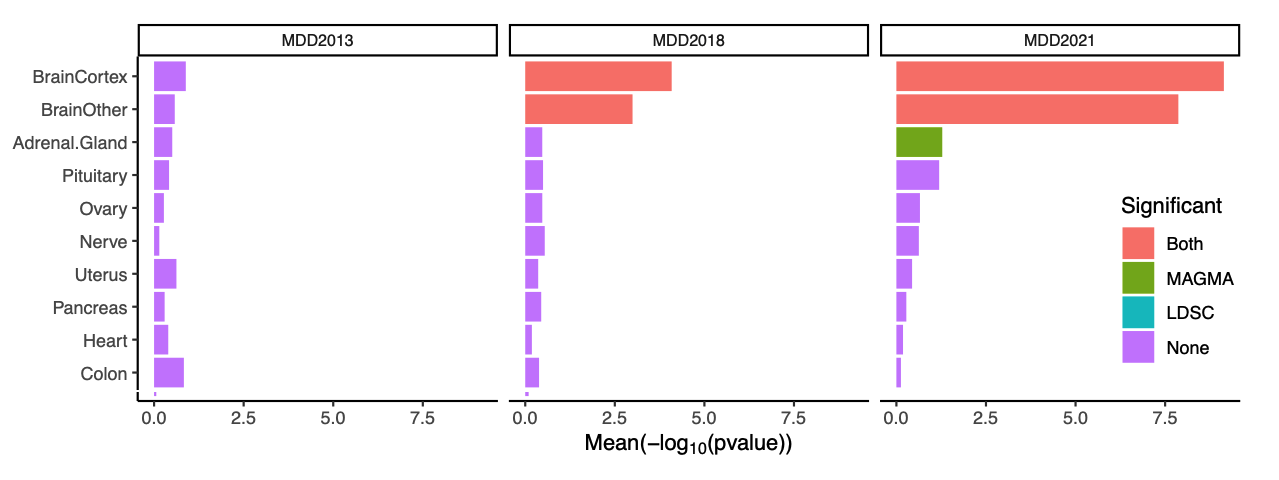 MDD2013
MDD2018
MDD2021
BrainCortex
BrainOther
Adrenal.Gland
Pituitary
Ovary
Nerve
Uterus
Pancreas
Heart
Colon
0.0 2.5 5.0 7.5
0.0 2.5 5.0 7.5
0.0 2.5 5.0 7.5
Mean(−log10(pvalue))
Significant
Both
MAGMA
LDSC
None